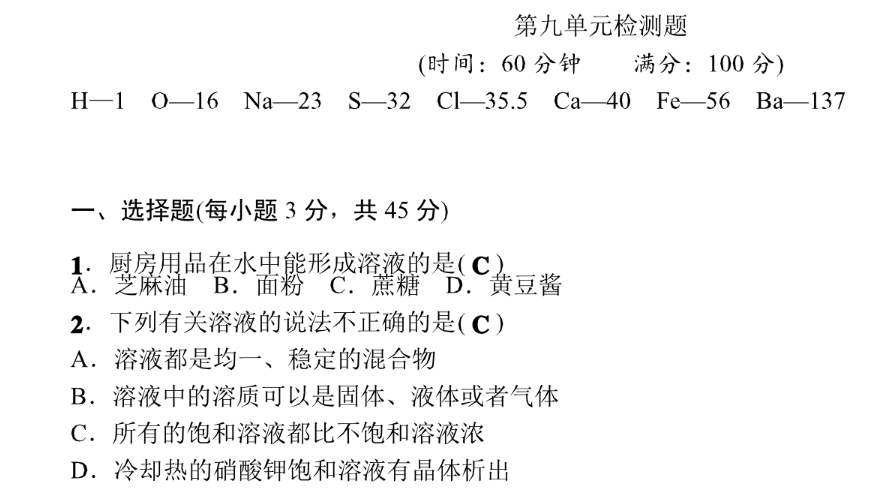 第九单元检测题
(时间：60 分钟 满分：100 分)
H—1 O—16 Na—23 S—32 Cl—35.5 Ca—40 Fe—56 Ba—137
一、选择题(每小题 3 分，共 45 分)
1．厨房用品在水中能形成溶液的是( C )
A．芝麻油 B．面粉 C．蔗糖 D．黄豆酱
2．下列有关溶液的说法不正确的是( C )
A．溶液都是均一、稳定的混合物
B．溶液中的溶质可以是固体、液体或者气体
C．所有的饱和溶液都比不饱和溶液浓
D．冷却热的硝酸钾饱和溶液有晶体析出